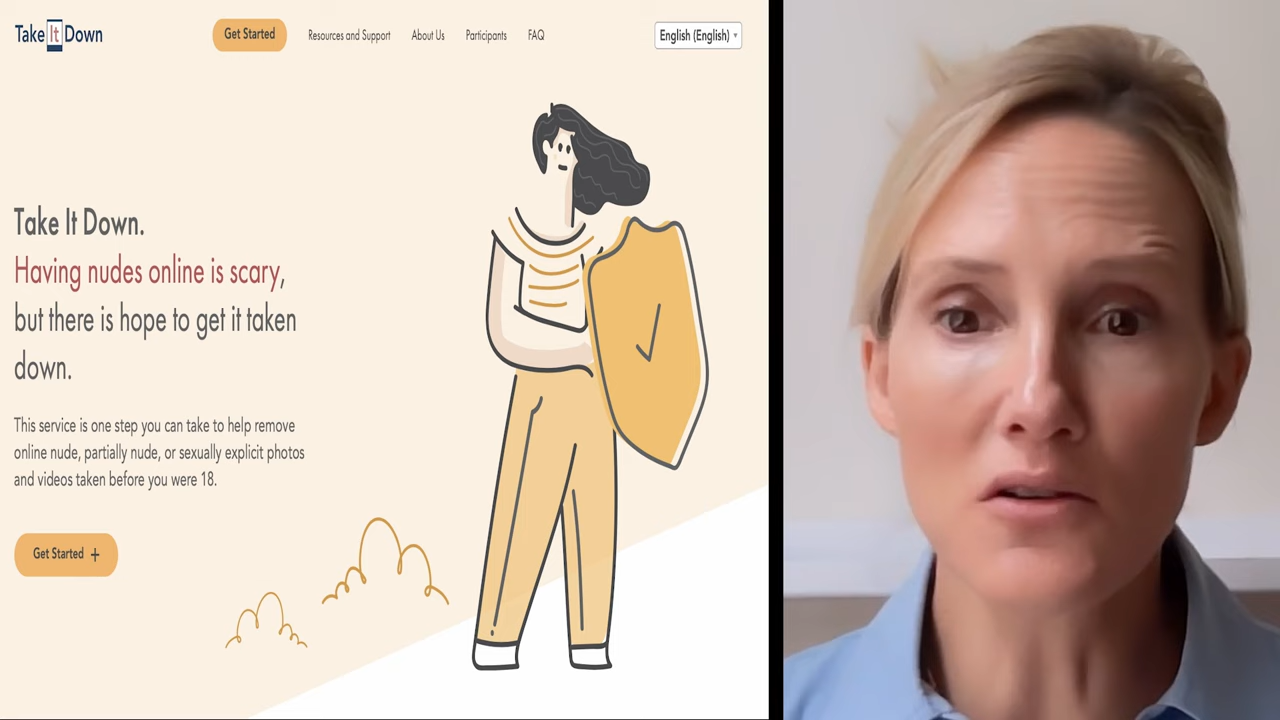 Take It Down
Get Started
Resources and Support
About Us
Participants
FAQ
English (English)
Take It Down.
Having nudes online is scary,
but there is hope to get it taken
down.
This service is one step you can take to help remove
online nude, partially nude, or sexually explicit photos
and videos taken before you were 18.
Get Started +